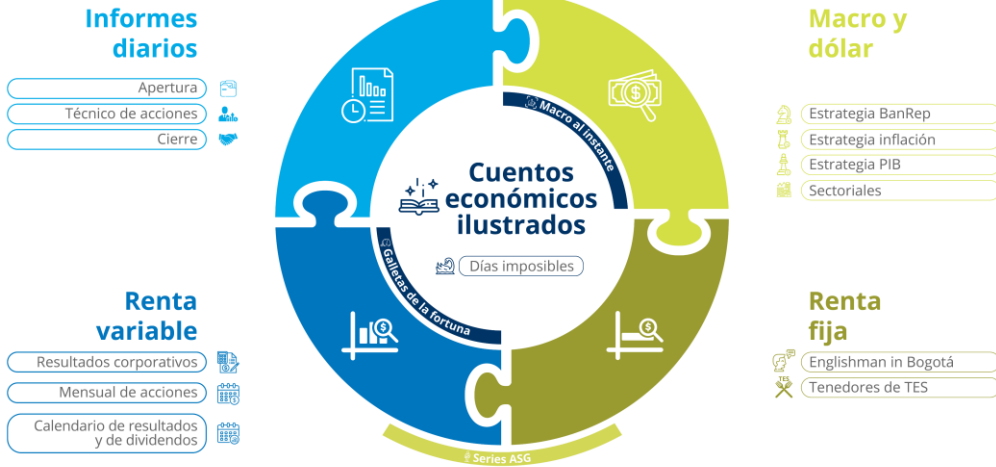 Informes
diarios
Apertura
Técnico de acciones
Cierre
Macro y
dólar
Estrategia BanRep
Estrategia inflación
Estrategia PIB
Sectoriales
Macro al instante
Cuentos
económicos
ilustrados
Días imposibles
Galletas de la fortuna
Renta
variable
Resultados corporativos
Mensual de acciones
Calendario de resultados
y de dividendos
Renta
fija
Englishman in Bogotá
TES
Tenedores de TES
Series ASG